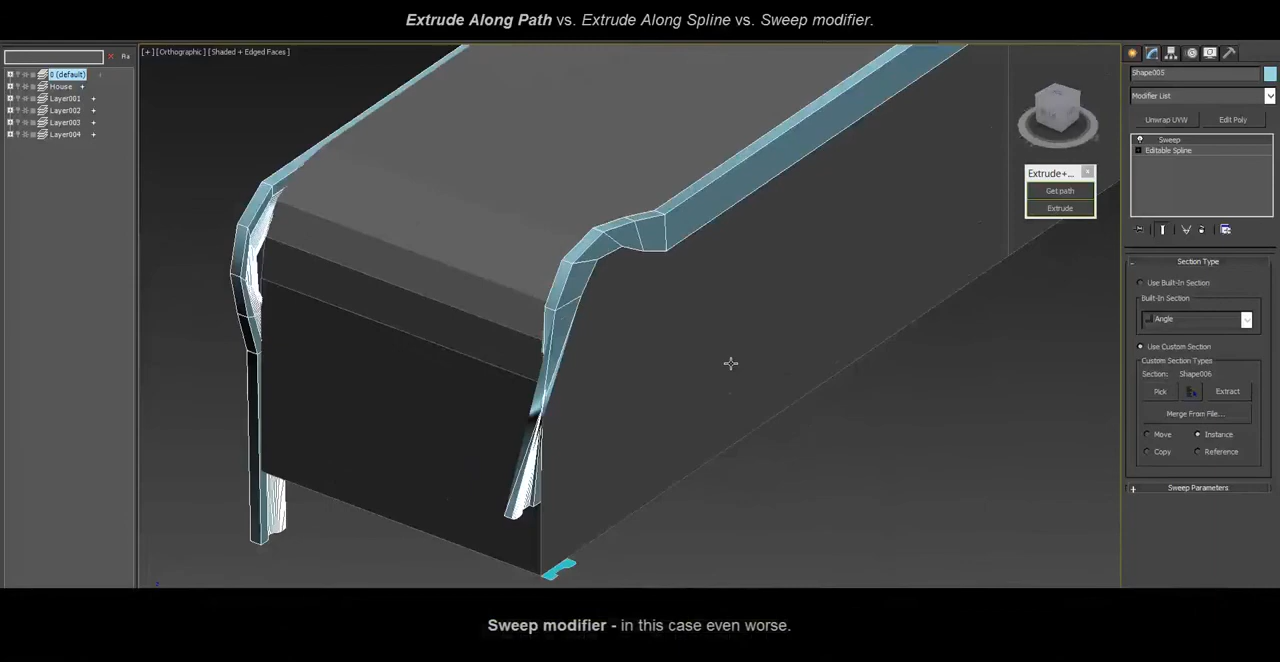 Extrude Along Path vs. Extrude Along Spline vs. Sweep modifier.
[+] [Orthographic] [Shaded + Edged Faces]
0 (default)
House
Layer001
Layer002
Layer003
Layer004
Extrude+...
Get path
Extrude
Shape005
Modifier List
Unwrap UVW
Edit Poly
Sweep
Editable Spline
Section Type
Use Built-In Section
Built-In Section
Angle
Use Custom Section
Custom Section Types
Section: Shape006
Pick
Extract
Merge From File...
Move
Instance
Copy
Reference
Sweep Parameters
Sweep modifier - in this case even worse.